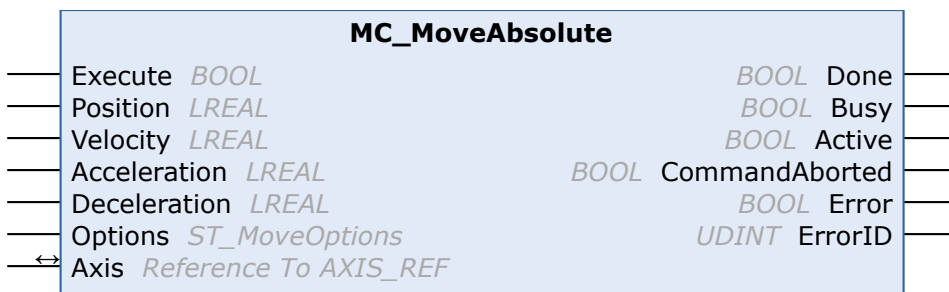 MC_MoveAbsolute
Execute BOOL BOOL Done
Position LREAL BOOL Busy
Velocity LREAL BOOL Active
Acceleration LREAL BOOL CommandAborted
Deceleration LREAL BOOL Error
Options ST_MoveOptions UDINT ErrorID
↔ Axis Reference To AXIS_REF